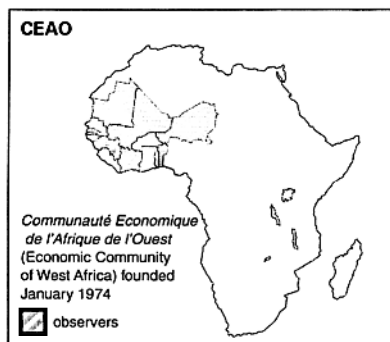 CEAO
Communauté Economique
de l'Afrique de l'Ouest
(Economic Community
of West Africa) founded
January 1974
observers